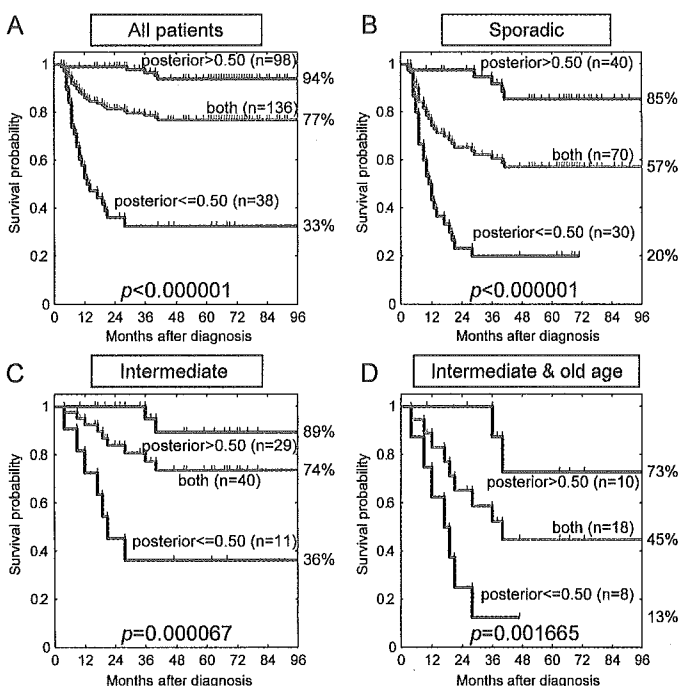 A
All patients
Survival probability
1
0.8
0.6
0.4
0.2
0
posterior>0.50 (n=98)
94%
both (n=136)
77%
posterior<=0.50 (n=38)
33%
p<0.000001
0 12 24 36 48 60 72 84 96
Months after diagnosis
B
Sporadic
Survival probability
1
0.8
0.6
0.4
0.2
0
posterior>0.50 (n=40)
85%
both (n=70)
57%
posterior<=0.50 (n=30)
20%
p<0.000001
0 12 24 36 48 60 72 84 96
Months after diagnosis
C
Intermediate
Survival probability
1
0.8
0.6
0.4
0.2
0
89%
posterior>0.50 (n=29)
74%
both (n=40)
posterior<=0.50 (n=11)
36%
p=0.000067
0 12 24 36 48 60 72 84 96
Months after diagnosis
D
Intermediate & old age
Survival probability
1
0.8
0.6
0.4
0.2
0
73%
posterior>0.50 (n=10)
both (n=18)
45%
posterior<=0.50 (n=8)
13%
p=0.001665
0 12 24 36 48 60 72 84 96
Months after diagnosis